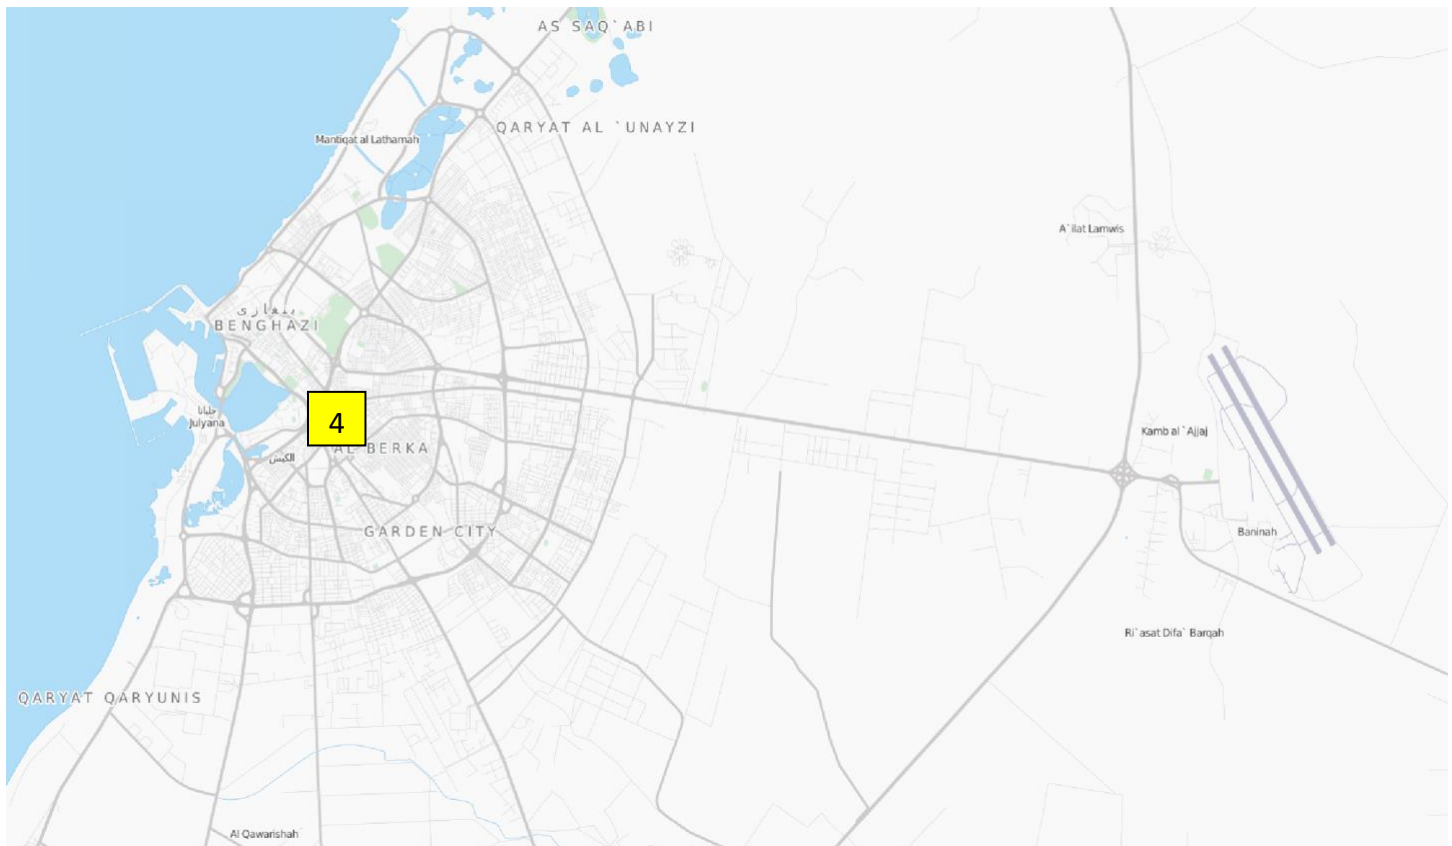 AS SAQ`ABI
QARYAT AL `UNAYZI
Mantiqat al Lathamah
A`ilat Lamwis
بنغازي
BENGHAZI
جليانا
Julyana
4
AL BERKA
الكيش
Kamb al `Ajjaj
GARDEN CITY
Baninah
Ri`asat Difa` Barqah
QARYAT QARYUNIS
Al Qawarishah